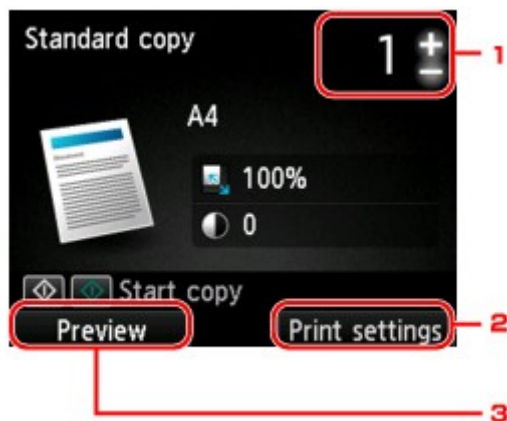 Standard copy
1 + −
1
A4
100%
0
Start copy
Preview
Print settings
2
3